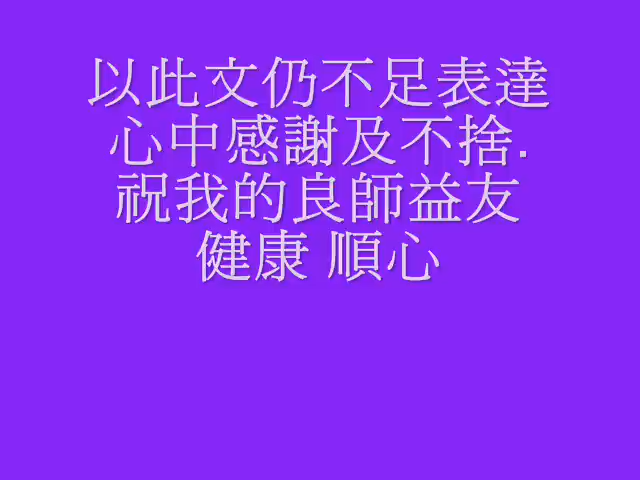 以此文仍不足表達
心中感謝及不捨.
祝我的良師益友
健康 順心